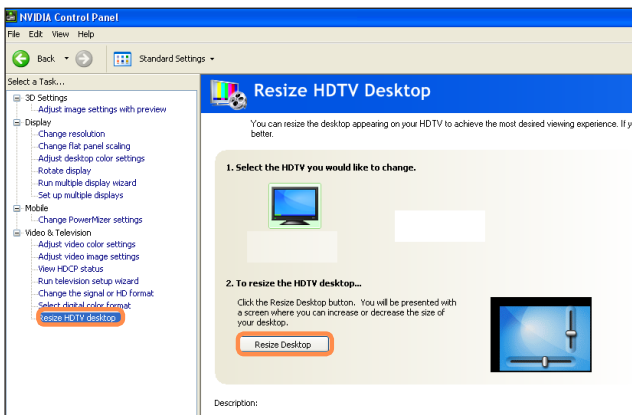 NVIDIA Control Panel
File Edit View Help
Back Standard Settings
Select a Task...
3D Settings
Adjust image settings with preview
Display
Change resolution
Change flat panel scaling
Adjust desktop color settings
Rotate display
Run multiple display wizard
Set up multiple displays
Mobile
Change PowerMizer settings
Video & Television
Adjust video color settings
Adjust video image settings
View HDCP status
Run television setup wizard
Change the signal or HD format
Select digital color format
Resize HDTV desktop
Resize HDTV Desktop
You can resize the desktop appearing on your HDTV to achieve the most desired viewing experience. If y
better.
1. Select the HDTV you would like to change.
2. To resize the HDTV desktop...
Click the Resize Desktop button. You will be presented with
a screen where you can increase or decrease the size of
your desktop.
Resize Desktop
Description: